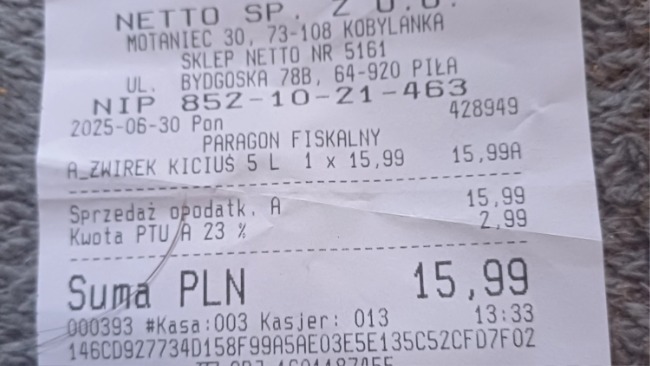 NETTO SP. Z O.O.
MOTANIEC 30, 73-108 KOBYLANKA
SKLEP NETTO NR 5161
UL. BYDGOSKA 78B, 64-920 PIŁA
NIP 852-10-21-463
2025-06-30 Pon 428949
PARAGON FISKALNY
A_ZWIREK KICIUŚ 5 L 1 x 15,99 15,99A
Sprzedaż opodatk. A 15,99
Kwota PTU A 23 % 2,99
Suma PLN 15,99
000393 #Kasa:003 Kasjer: 013 13:33
146CD927734D158F99A5AE03E5E135C52CFD7F02